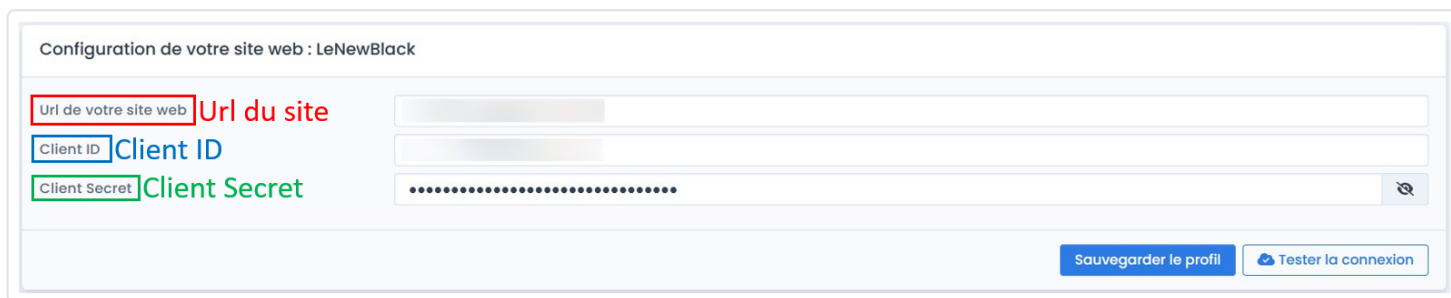 Configuration de votre site web : LeNewBlack
Url de votre site web Url du site
Client ID Client ID
Client Secret Client Secret
Sauvegarder le profil Tester la connexion